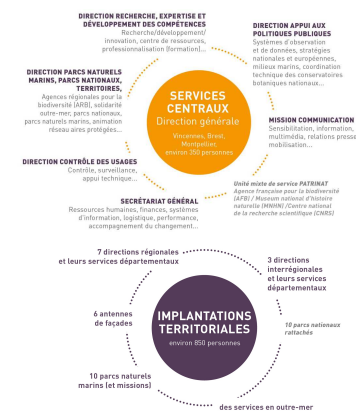 DIRECTION RECHERCHE, EXPERTISE ET
DÉVELOPPEMENT DES COMPÉTENCES
Recherche/développement/
innovation, centre de ressources,
professionalisation (formation)...
DIRECTION APPUI AUX
POLITIQUES PUBLIQUES
Systèmes d'observation
et de données, stratégies
nationales et européennes,
milieux marins, coordination
technique des conservatoires
botaniques nationaux...
DIRECTION PARCS NATURELS
MARINS, PARCS NATIONAUX,
TERRITOIRES,
Agences régionales pour la
biodiversité (ARB), solidarité
outre-mer, parcs nationaux,
parcs naturels marins, animation
réseau aires protégées...
SERVICES
CENTRAUX
Direction générale
Vincennes, Brest,
Montpellier,
environ 350 personnes
MISSION COMMUNICATION
Sensibilitation, information,
multimédia, relations presse
mobilisation...
DIRECTION CONTRÔLE DES USAGES
Contrôle, surveillance,
appui technique...
SECRÉTARIAT GÉNÉRAL
Ressources humaines, finances, systèmes
d'information, logistique, performance,
accompagnement du changement...
Unité mixte de service PATRINAT
Agence française pour la biodiversité
(AFB) / Museum national d'histoire
naturelle (MNHN) /Centre national
de la recherche scientifique (CNRS)
7 directions régionales
et leurs services départementaux
3 directions
interrégionales
et leurs services
départementaux
6 antennes
de façades
IMPLANTATIONS
TERRITORIALES
environ 850 personnes
10 parcs nationaux
rattachés
10 parcs naturels
marins (et missions)
des services en outre-mer